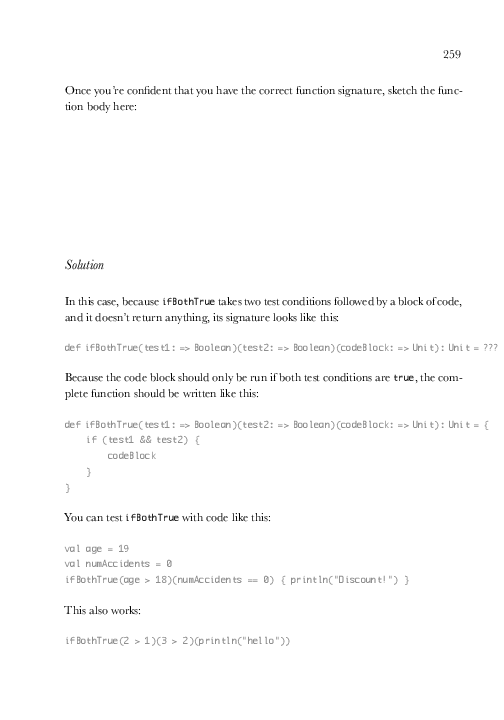 259
Once you're confident that you have the correct function signature, sketch the func-
tion body here:
Solution
In this case, because ifBothTrue takes two test conditions followed by a block of code,
and it doesn't return anything, its signature looks like this:
def ifBothTrue(test1: => Boolean)(test2: => Boolean)(codeBlock: => Unit): Unit = ???
Because the code block should only be run if both test conditions are true, the com-
plete function should be written like this:
def ifBothTrue(test1: => Boolean)(test2: => Boolean)(codeBlock: => Unit): Unit = {
    if (test1 && test2) {
        codeBlock
    }
}
You can test ifBothTrue with code like this:
val age = 19
val numAccidents = 0
ifBothTrue(age > 18)(numAccidents == 0) { println("Discount!") }
This also works:
ifBothTrue(2 > 1)(3 > 2)(println("hello"))